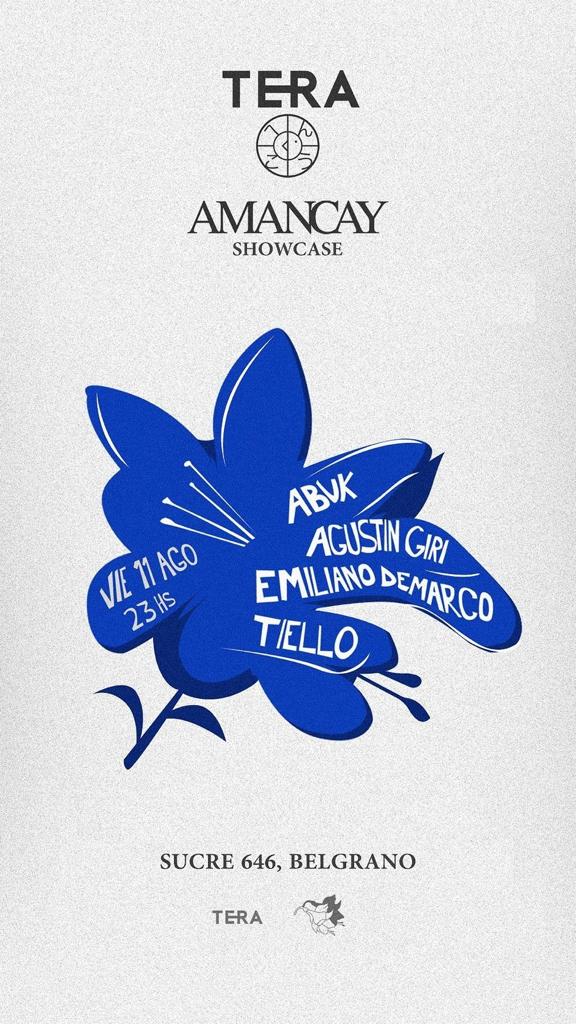 TERA
AMANCAY
SHOWCASE
ABUK
AGUSTIN GIRI
EMILIANO DEMARCO
TIELLO
VIE 11 AGO
23 HS
SUCRE 646, BELGRANO
TERA